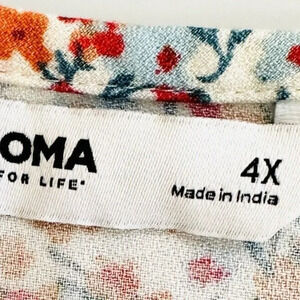 OMA
FOR LIFE*
4X
Made in India